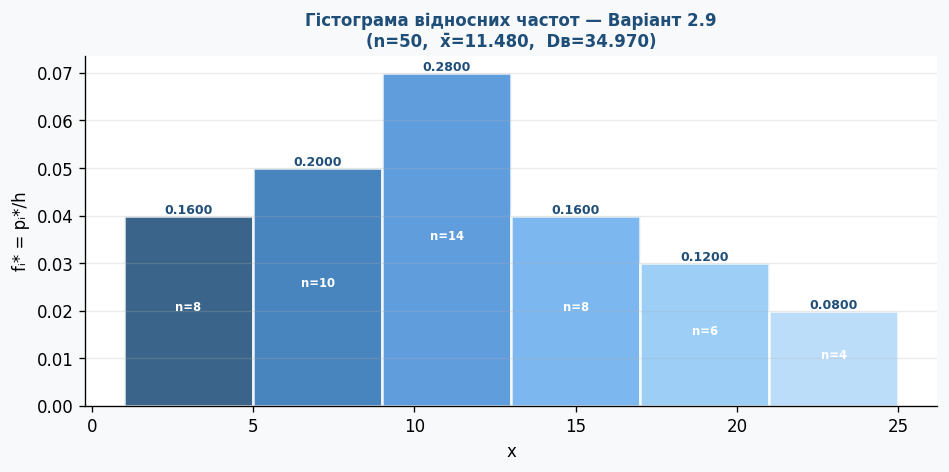 Гістограма відносних частот — Варіант 2.9
(n=50, x̄=11.480, Dв=34.970)
fᵢ* = pᵢ*/h
0.07
0.06
0.05
0.04
0.03
0.02
0.01
0.00
0.1600
0.2000
0.2800
0.1600
0.1200
0.0800
n=8
n=10
n=14
n=8
n=6
n=4
0 5 10 15 20 25
x